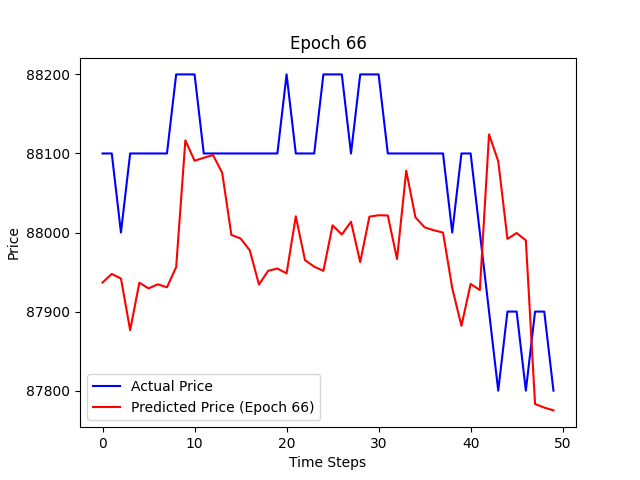 Epoch 66
88200
88100
88000
87900
87800
Price
Actual Price
Predicted Price (Epoch 66)
0 10 20 30 40 50
Time Steps